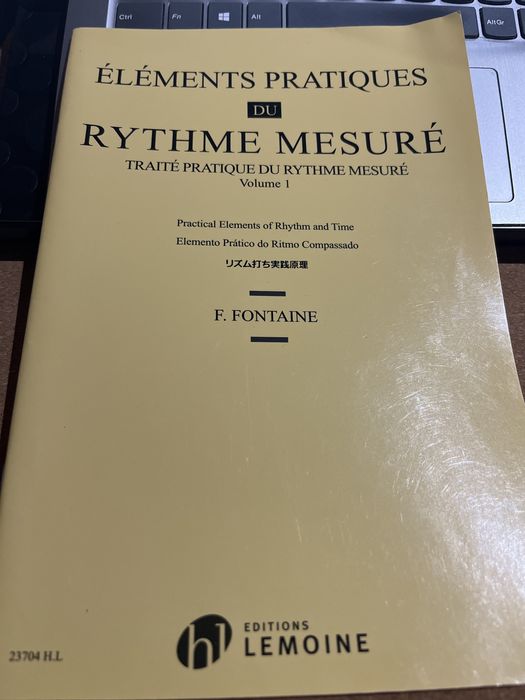 Ctrl
Fn
Alt
AltGr
ÉLÉMENTS PRATIQUES
DU
RYTHME MESURÉ
TRAITÉ PRATIQUE DU RYTHME MESURÉ
Volume 1
Practical Elements of Rhythm and Time
Elemento Prático do Ritmo Compassado
リズム打ち実践原理
F. FONTAINE
hl
EDITIONS
LEMOINE
23704 H.L